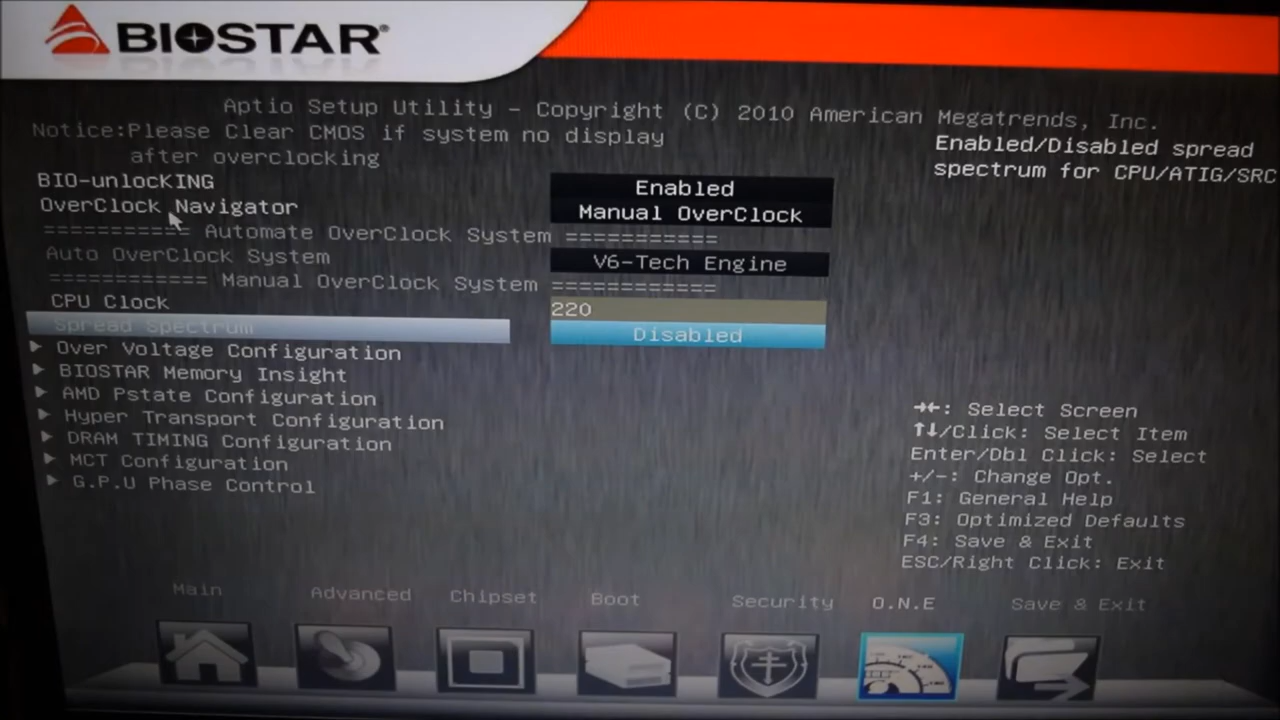 BIOSTAR®
Aptio Setup Utility - Copyright (C) 2010 American Megatrends, Inc.
Notice:Please Clear CMOS if system no display
after overclocking
Enabled/Disabled spread
spectrum for CPU/ATIG/SRC
BIO-unlocKING Enabled
OverClock Navigator Manual OverClock
=========== Automate OverClock System ===========
Auto OverClock System V6-Tech Engine
============ Manual OverClock System ============
CPU Clock 220
Spread Spectrum Disabled
Over Voltage Configuration
BIOSTAR Memory Insight
AMD Pstate Configuration
Hyper Transport Configuration
DRAM TIMING Configuration
MCT Configuration
G.P.U Phase Control
→←: Select Screen
↑↓/Click: Select Item
Enter/Dbl Click: Select
+/-: Change Opt.
F1: General Help
F3: Optimized Defaults
F4: Save & Exit
ESC/Right Click: Exit
Main Advanced Chipset Boot Security O.N.E Save & Exit